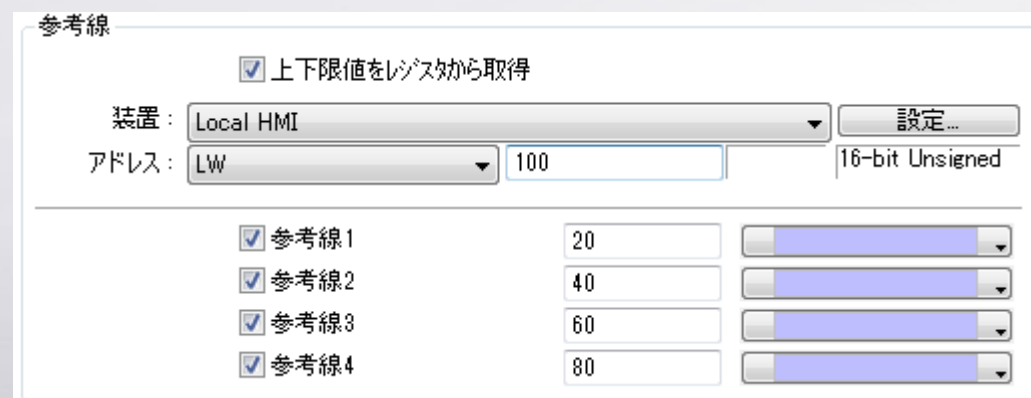 参考線
上下限値をレジスタから取得
装置: Local HMI 設定...
アドレス: LW 100 16-bit Unsigned
参考線1 20
参考線2 40
参考線3 60
参考線4 80